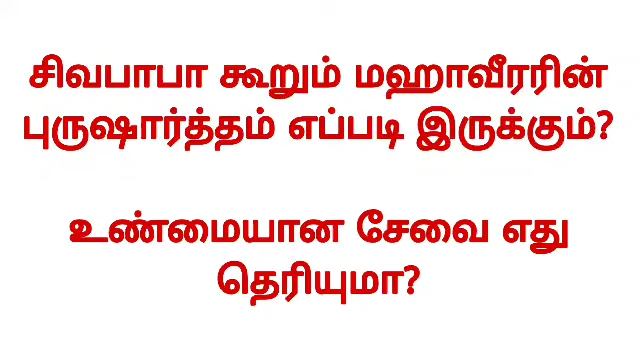 சிவபாபா கூறும் மஹாவீரரின்
புருஷார்த்தம் எப்படி இருக்கும்?
உண்மையான சேவை எது
தெரியுமா?